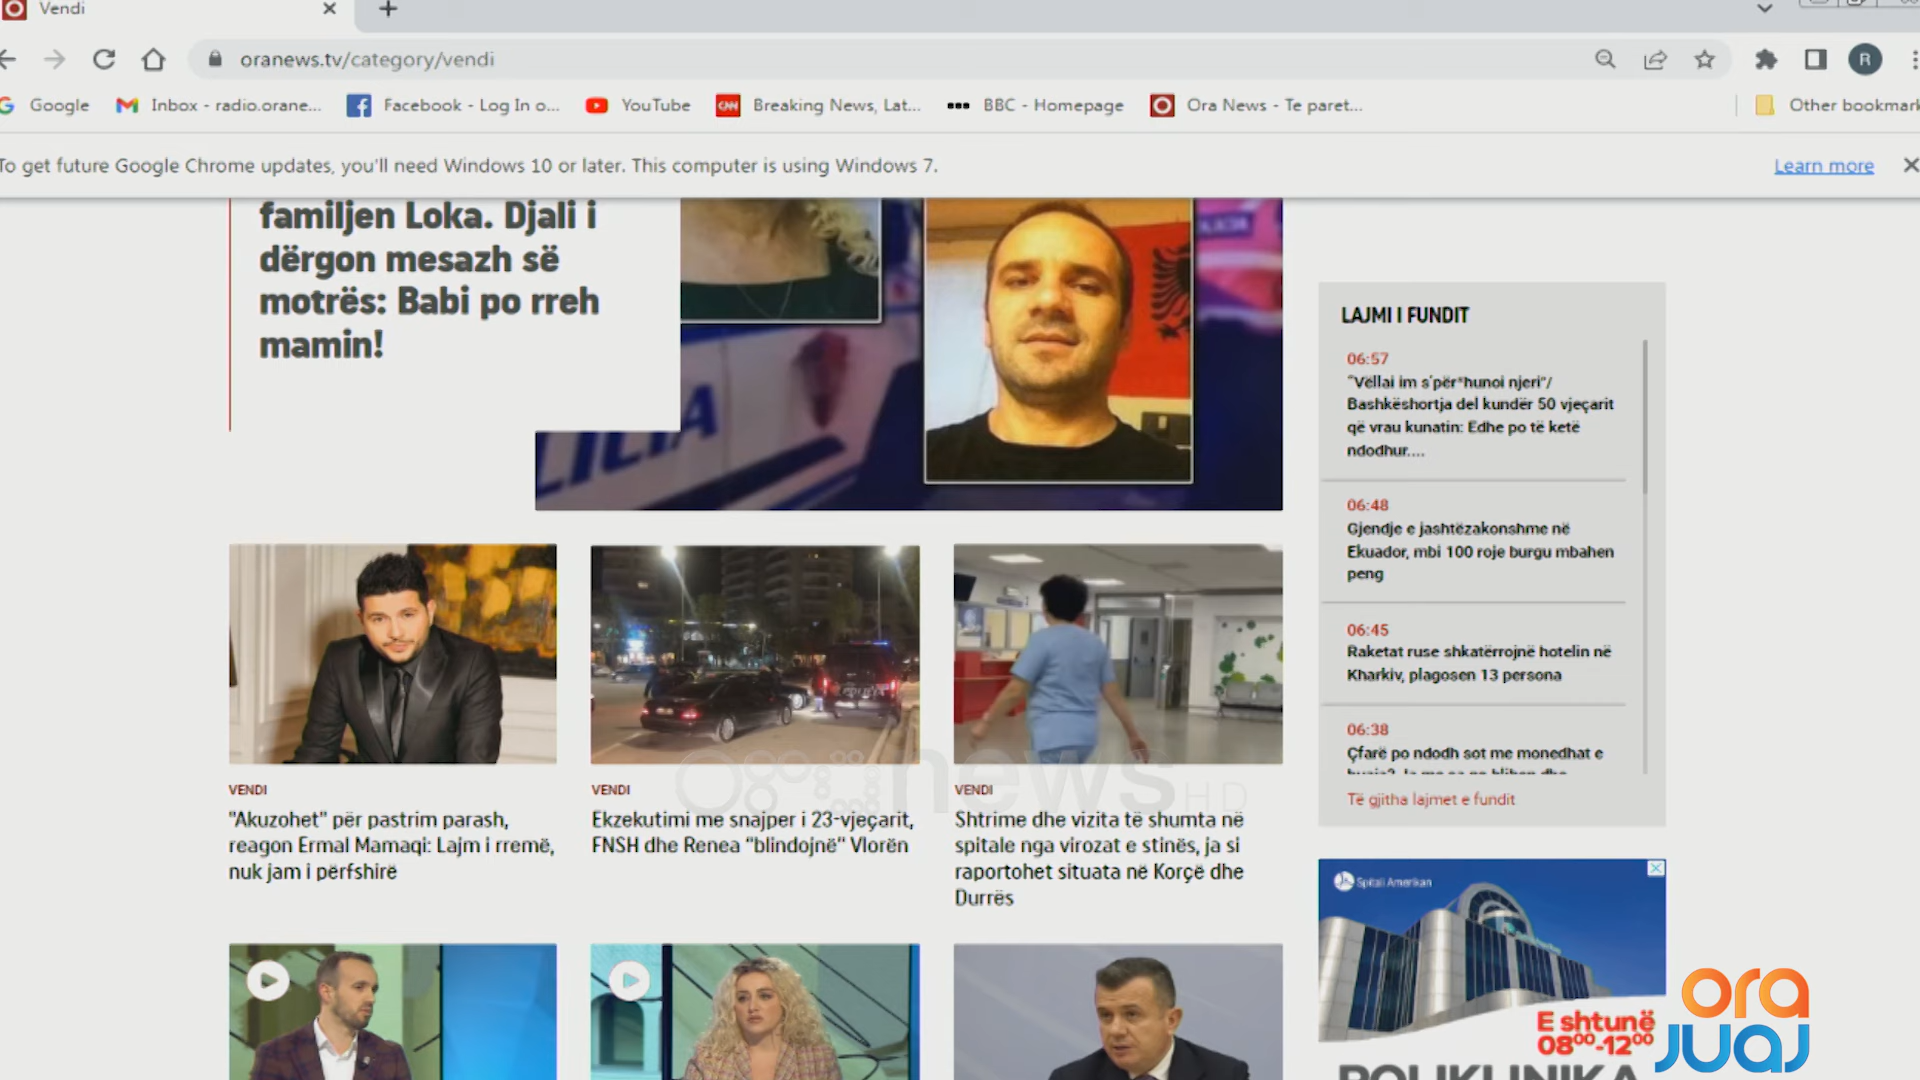 Vendi
oranews.tv/category/vendi
R
Google
Inbox - radio.orane...
Facebook - Log In o...
YouTube
CNN
Breaking News, Lat...
BBC - Homepage
Ora News - Te paret...
Other bookmark
To get future Google Chrome updates, you'll need Windows 10 or later. This computer is using Windows 7.
Learn more
familjen Loka. Djali i
dërgon mesazh së
motrës: Babi po rreh
mamin!
LICIA
LAJMI I FUNDIT
06:57
"Vëllai im s'për*hunoi njeri"/
Bashkëshortja del kundër 50 vjeçarit
që vrau kunatin: Edhe po të ketë
ndodhur....
06:48
Gjendje e jashtëzakonshme në
Ekuador, mbi 100 roje burgu mbahen
peng
06:45
Raketat ruse shkatërrojnë hotelin në
Kharkiv, plagosen 13 persona
06:38
Çfarë po ndodh sot me monedhat e
Të gjitha lajmet e fundit
VENDI
"Akuzohet" për pastrim parash,
reagon Ermal Mamaqi: Lajm i rremë,
nuk jam i përfshirë
VENDI
Ekzekutimi me snajper i 23-vjeçarit,
FNSH dhe Renea "blindojnë" Vlorën
VENDI
Shtrime dhe vizita të shumta në
spitale nga virozat e stinës, ja si
raportohet situata në Korçë dhe
Durrës
news HD
Spitali Amerikan
E shtunë
08⁰⁰-12⁰⁰
POLIKLINIKA
ora
JUAJ